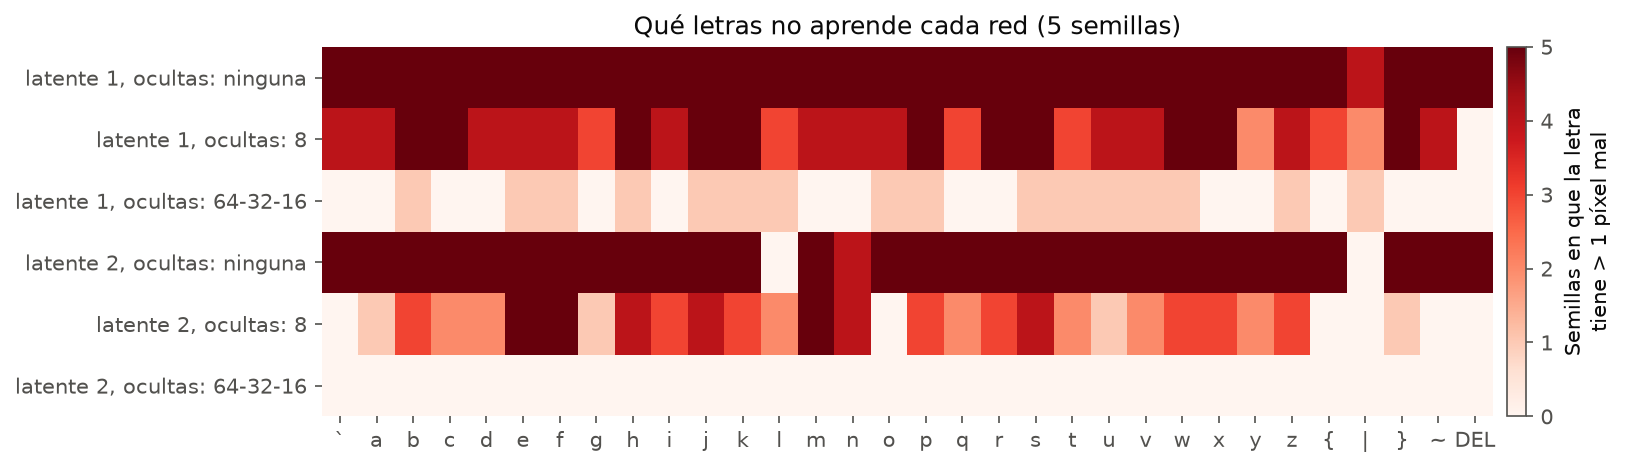 Qué letras no aprende cada red (5 semillas)
latente 1, ocultas: ninguna
latente 1, ocultas: 8
latente 1, ocultas: 64-32-16
latente 2, ocultas: ninguna
latente 2, ocultas: 8
latente 2, ocultas: 64-32-16
` a b c d e f g h i j k l m n o p q r s t u v w x y z { | } ~ DEL
5
4
3
2
1
0
Semillas en que la letra
tiene > 1 píxel mal